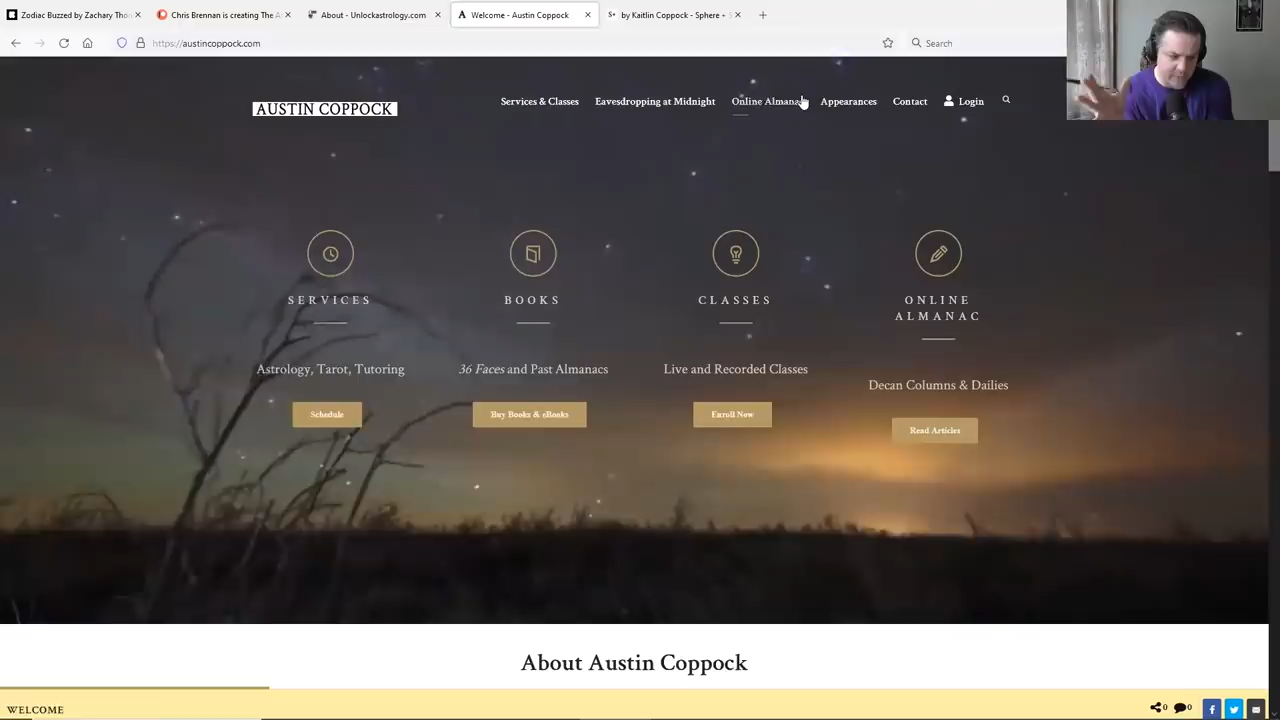 Zodiac Buzzed by Zachary Tho
Chris Brennan is creating The A
About - Unlockastrology.com
Welcome - Austin Coppock
by Kaitlin Coppock - Sphere + S
https://austincoppock.com
Search
AUSTIN COPPOCK
Services & Classes
Eavesdropping at Midnight
Online Almanac
Appearances
Contact
Login
SERVICES
BOOKS
CLASSES
ONLINE
ALMANAC
Astrology, Tarot, Tutoring
36 Faces and Past Almanacs
Live and Recorded Classes
Decan Columns & Dailies
Schedule
Buy Books & eBooks
Enroll Now
Read Articles
About Austin Coppock
WELCOME
0
0